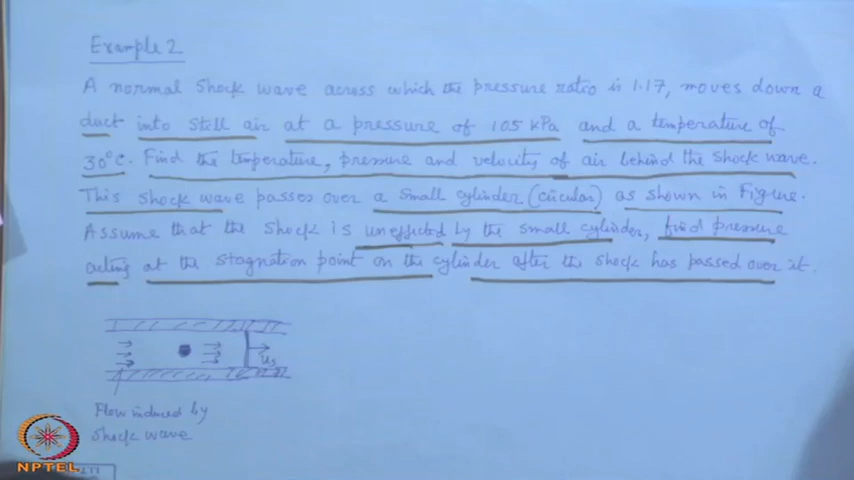 Example 2
A normal shock wave across which the pressure ratio is 1.17, moves down a
duct into still air at a pressure of 105 kPa and a temperature of
30°C. Find the temperature, pressure and velocity of air behind the shock wave.
This shock wave passes over a small cylinder (circular) as shown in Figure.
Assume that the shock is uneffected by the small cylinder, find pressure
acting at the stagnation point on the cylinder after the shock has passed over it.
Us
Flow induced by
shock wave
NPTEL